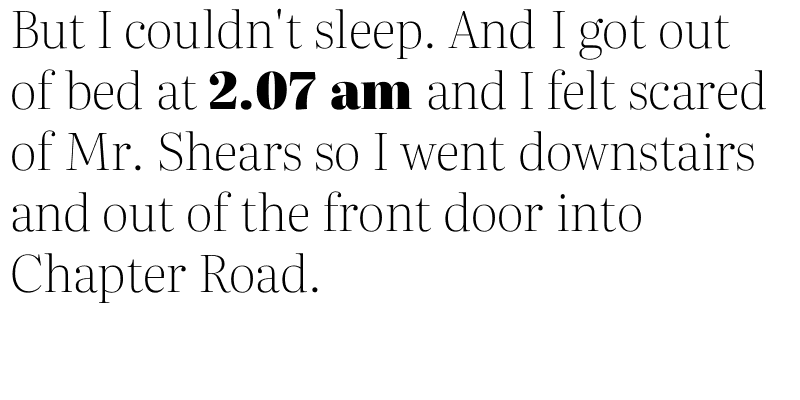 But I couldn't sleep. And I got out
of bed at 2.07 am and I felt scared
of Mr. Shears so I went downstairs
and out of the front door into
Chapter Road.